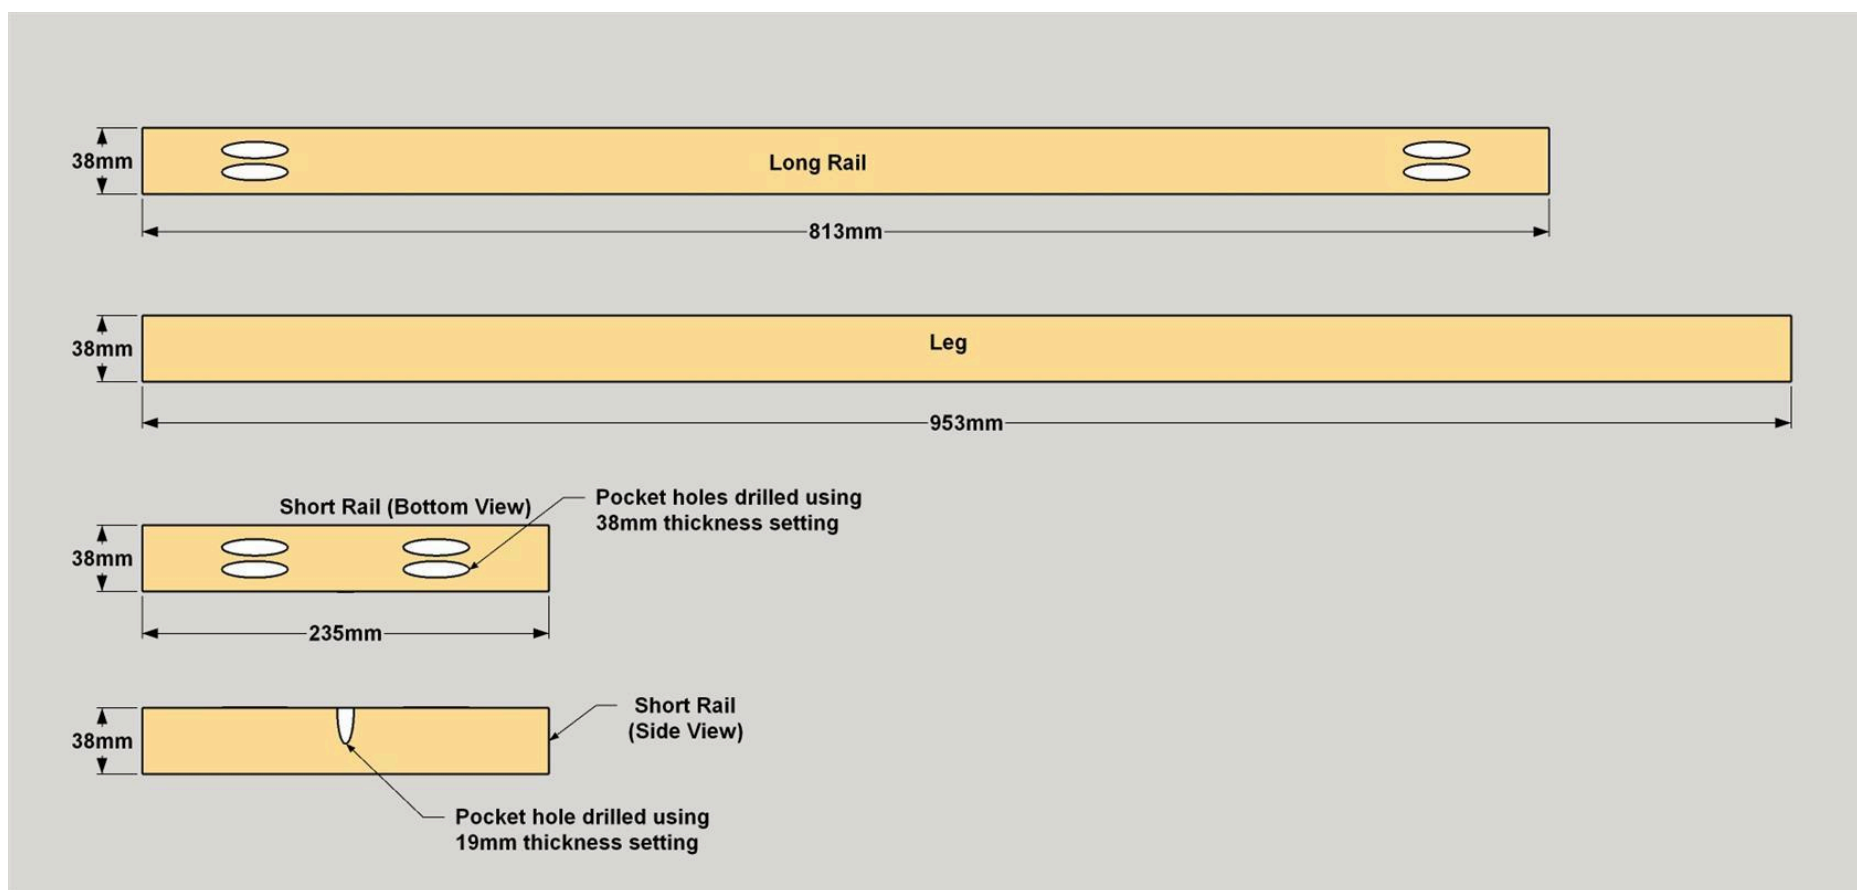 38mm
Long Rail
813mm
38mm
Leg
953mm
Short Rail (Bottom View)
Pocket holes drilled using
38mm thickness setting
38mm
235mm
38mm
Short Rail
(Side View)
Pocket hole drilled using
19mm thickness setting